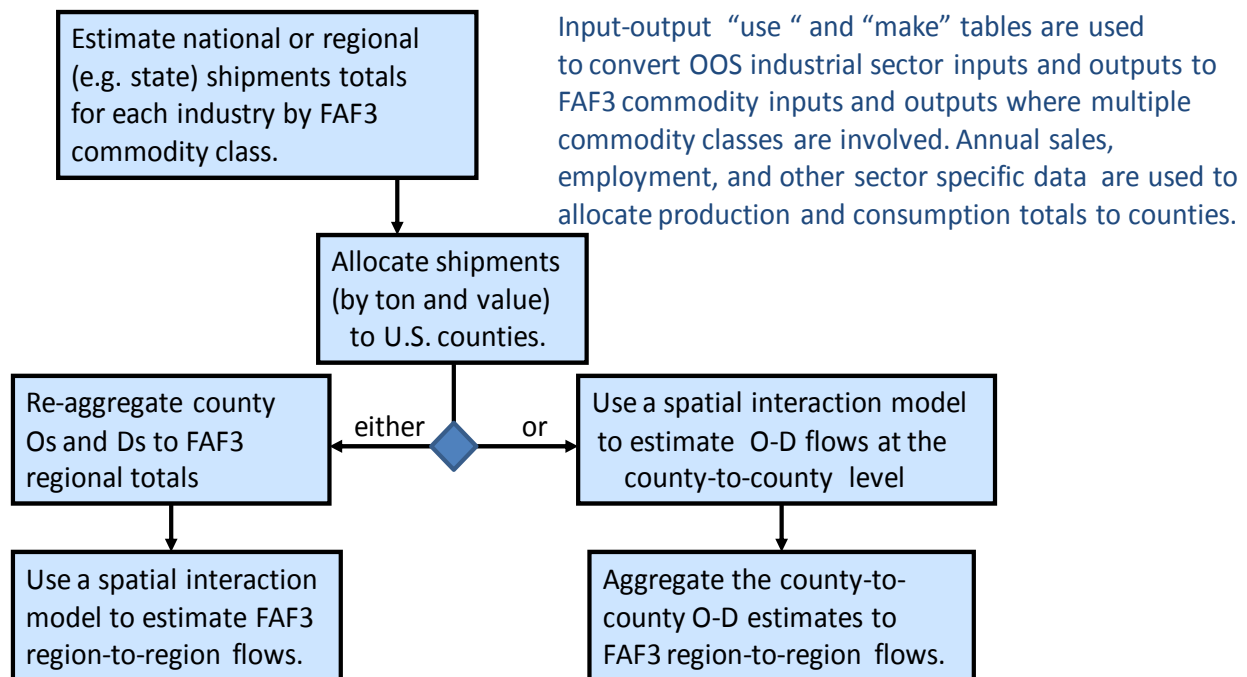 Estimate national or regional
(e.g. state) shipments totals
for each industry by FAF3
commodity class.
Input-output “use “ and “make” tables are used
to convert OOS industrial sector inputs and outputs to
FAF3 commodity inputs and outputs where multiple
commodity classes are involved. Annual sales,
employment, and other sector specific data are used to
allocate production and consumption totals to counties.
Allocate shipments
(by ton and value)
to U.S. counties.
Re-aggregate county
Os and Ds to FAF3
regional totals
either
or
Use a spatial interaction model
to estimate O-D flows at the
county-to-county level
Use a spatial interaction
model to estimate FAF3
region-to-region flows.
Aggregate the county-to-
county O-D estimates to
FAF3 region-to-region flows.